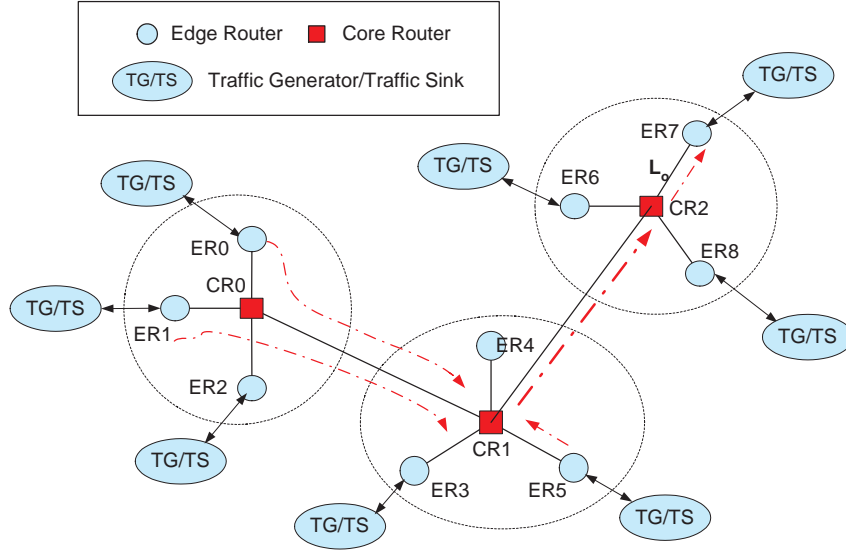 Edge Router
Core Router
TG/TS
Traffic Generator/Traffic Sink
TG/TS
ER7
TG/TS
ER6
Lo
CR2
TG/TS
ER8
ER0
CR0
TG/TS
TG/TS
ER1
ER4
ER2
CR1
TG/TS
ER3
ER5
TG/TS
TG/TS